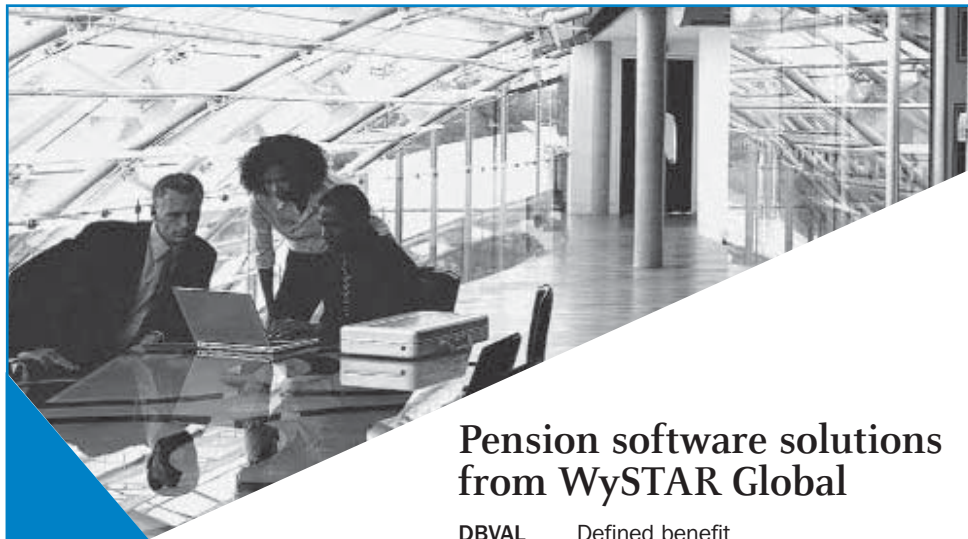 Pension software solutions
from WySTAR Global
DBVAL Defined benefit